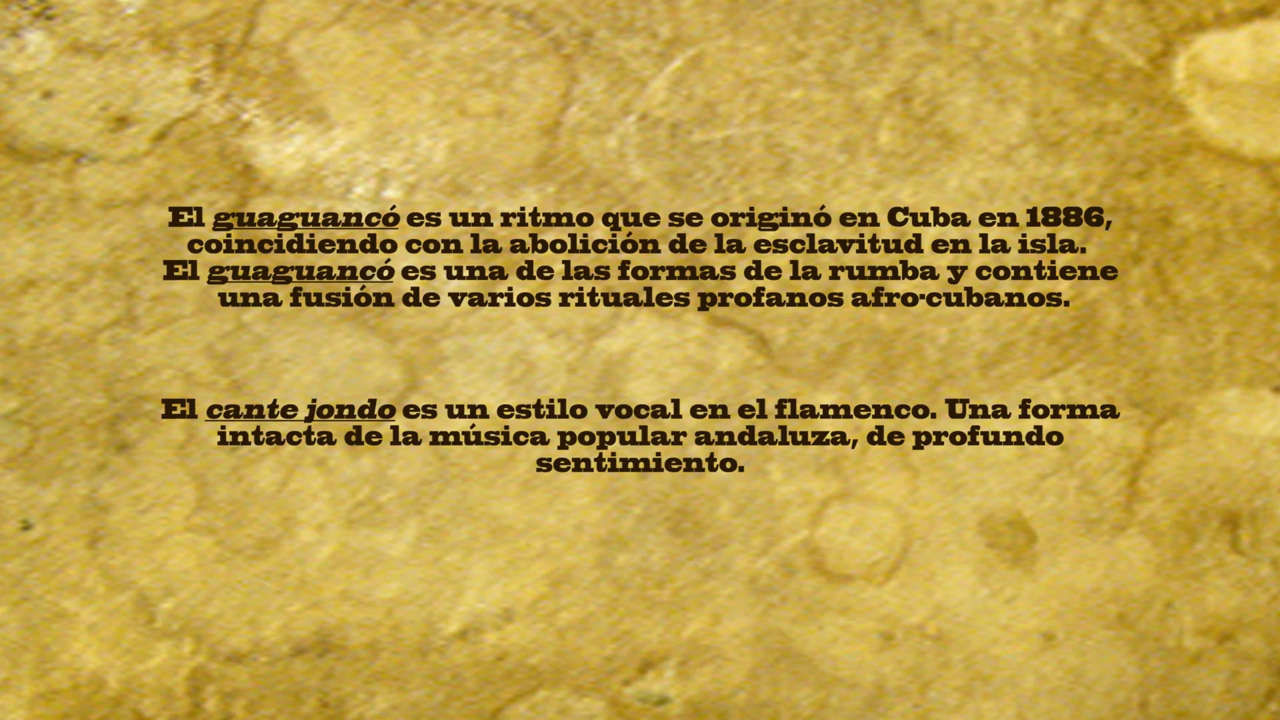 El guaguancó es un ritmo que se originó en Cuba en 1886,
coincidiendo con la abolición de la esclavitud en la isla.
El guaguancó es una de las formas de la rumba y contiene
una fusión de varios rituales profanos afro-cubanos.
El cante jondo es un estilo vocal en el flamenco. Una forma
intacta de la música popular andaluza, de profundo
sentimiento.